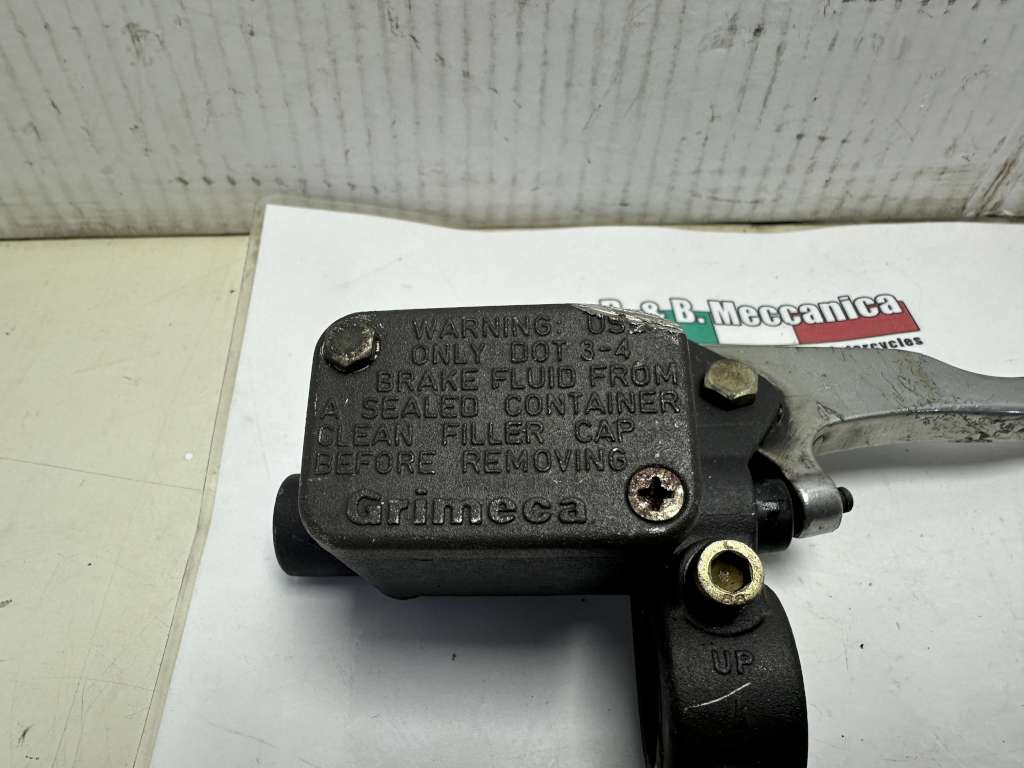 & B. Meccanica
WARNING: USE
ONLY DOT 3-4
BRAKE FLUID FROM
A SEALED CONTAINER
CLEAN FILLER CAP
BEFORE REMOVING
Grimeca
UP